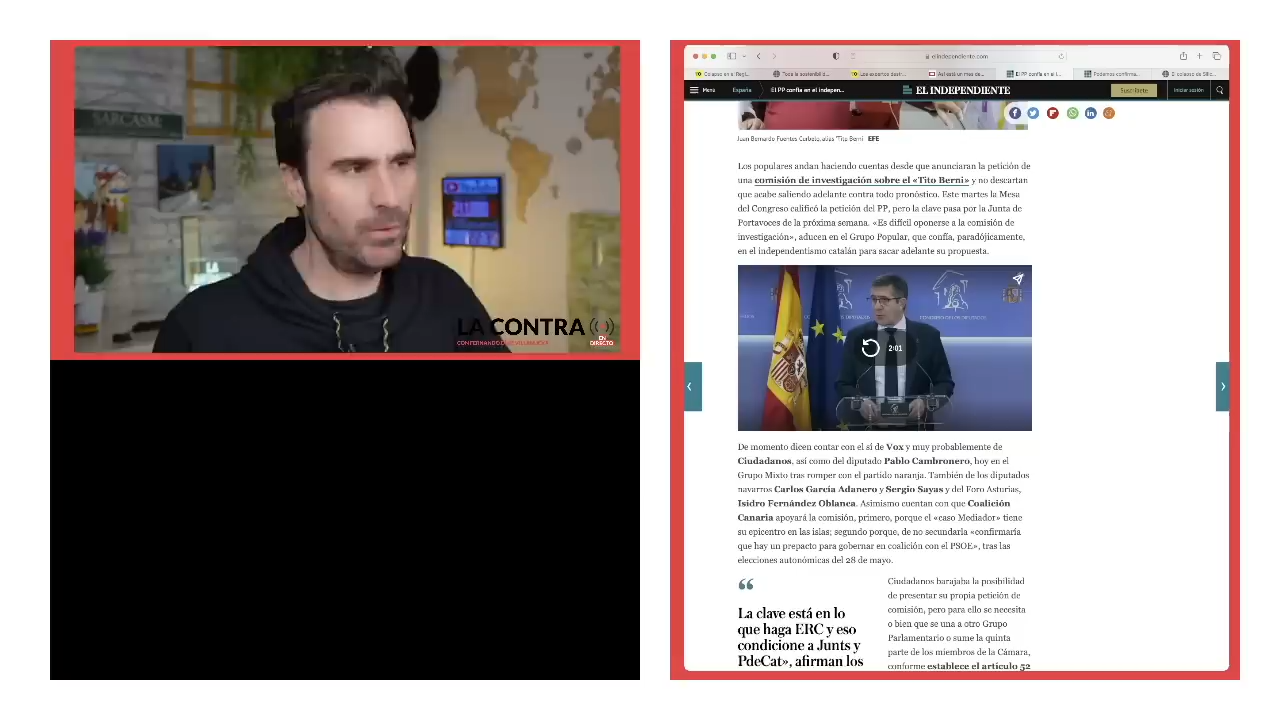 SARCASM:
LA CONTRA
DIRECTO
elindependiente.com
Menú
España
El PP confía en el indepen...
EL INDEPENDIENTE
Suscríbete
Iniciar sesión
Juan Bernardo Fuentes Curbelo, alias 'Tito Berni' EFE
Los populares andan haciendo cuentas desde que anunciaran la petición de
una comisión de investigación sobre el «Tito Berni» y no descartan
que acabe saliendo adelante contra todo pronóstico. Este martes la Mesa
del Congreso calificó la petición del PP, pero la clave pasa por la Junta de
Portavoces de la próxima semana. «Es difícil oponerse a la comisión de
investigación», aducen en el Grupo Popular, que confía, paradójicamente,
en el independentismo catalán para sacar adelante su propuesta.
2:01
De momento dicen contar con el sí de Vox y muy probablemente de
Ciudadanos, así como del diputado Pablo Cambronero, hoy en el
Grupo Mixto tras romper con el partido naranja. También de los diputados
navarros Carlos García Adanero y Sergio Sayas y del Foro Asturias,
Isidro Fernández Oblanca. Asimismo cuentan con que Coalición
Canaria apoyará la comisión, primero, porque el «caso Mediador» tiene
su epicentro en las islas; segundo porque, de no secundarla «confirmaría
que hay un prepacto para gobernar en coalición con el PSOE», tras las
elecciones autonómicas del 28 de mayo.
“
La clave está en lo
que haga ERC y eso
condicione a Junts y
PdeCat», afirman los
Ciudadanos barajaba la posibilidad
de presentar su propia petición de
comisión, pero para ello se necesita
o bien que se una a otro Grupo
Parlamentario o sume la quinta
parte de los miembros de la Cámara,
conforme establece el artículo 52